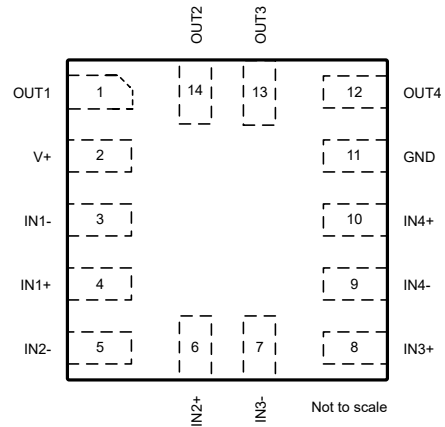 OUT2 OUT3
OUT1 1 14 13 12 OUT4
V+ 2 11 GND
IN1- 3 10 IN4+
IN1+ 4 9 IN4-
IN2- 5 6 7 8 IN3+
IN2+ IN3- Not to scale